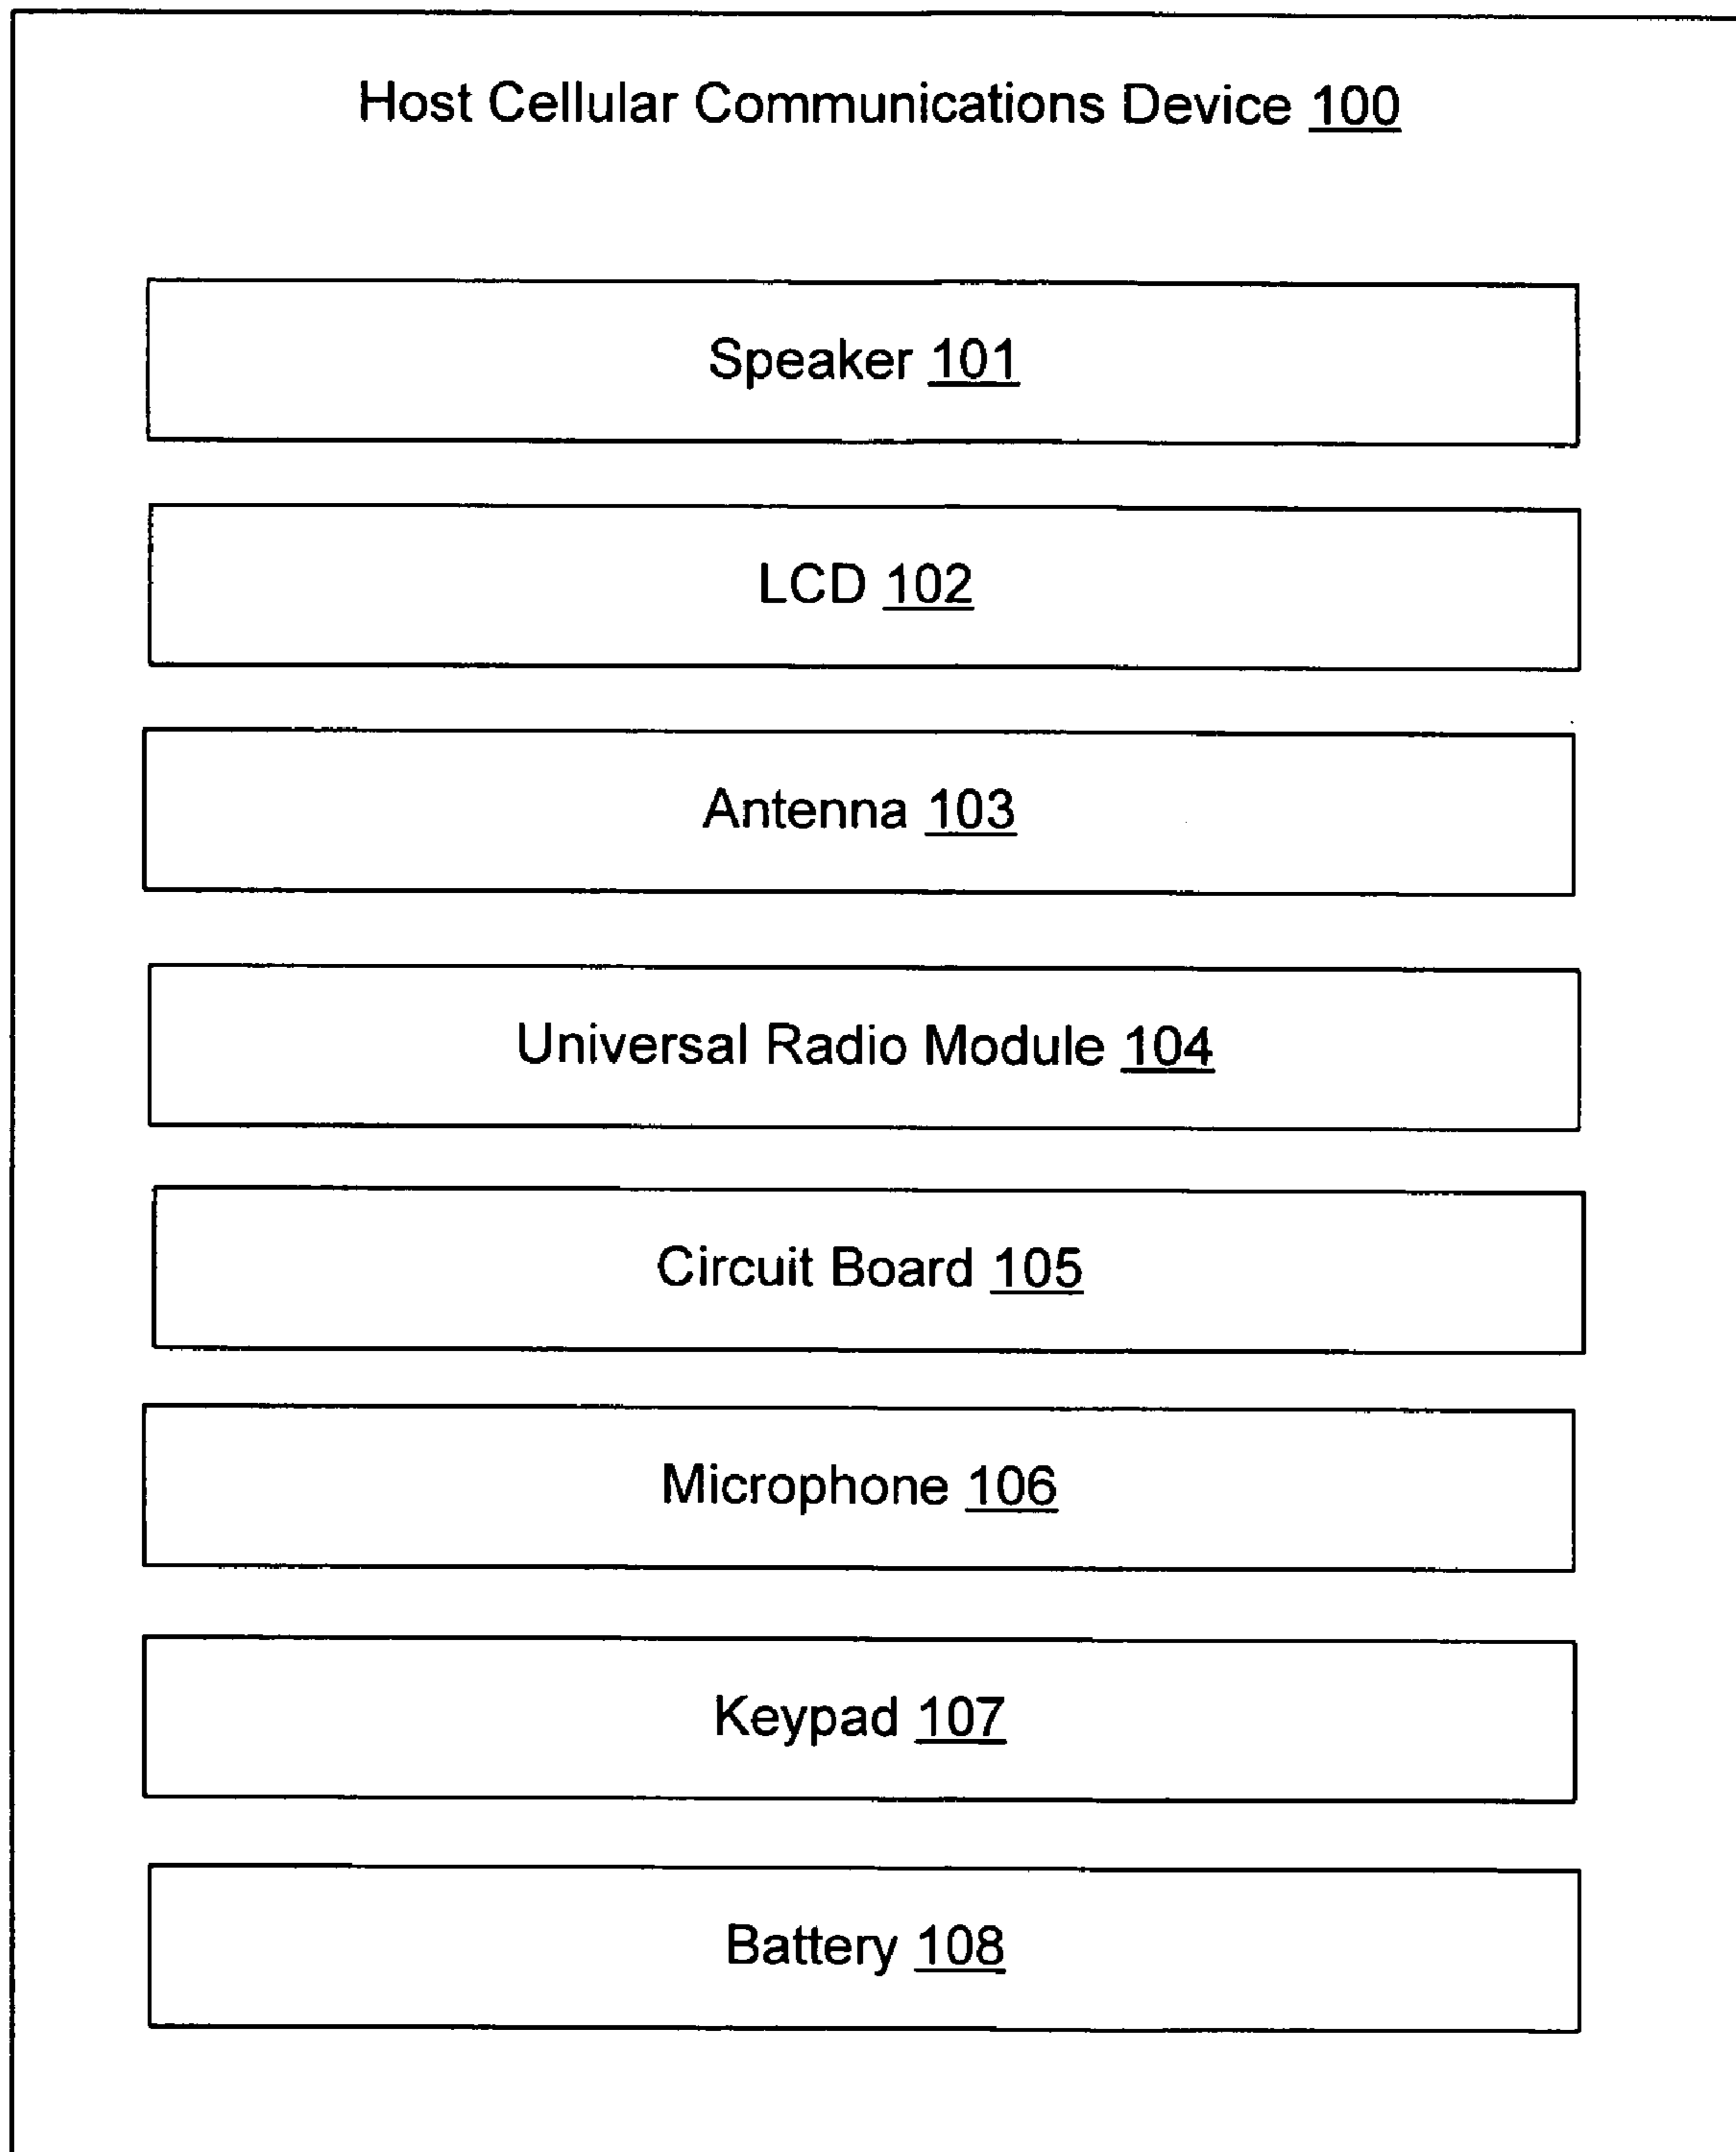 Host Cellular Communications Device 100
Speaker 101
LCD 102
Antenna 103
Universal Radio Module 104
Circuit Board 105
Microphone 106
Keypad 107
Battery 108